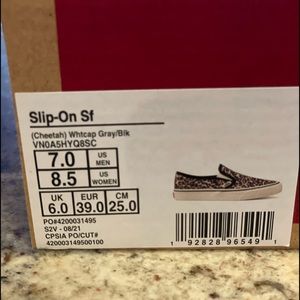 Slip-On Sf
(Cheetah) Whtcap Gray/Blk
VN0A5HYQ8SC
7.0 US MEN
8.5 US WOMEN
UK EUR CM
6.0 39.0 25.0
PO#4200031495
S2V - 08/21
CPSIA PO/CUT#
420003149500100
1 92828 96549 1